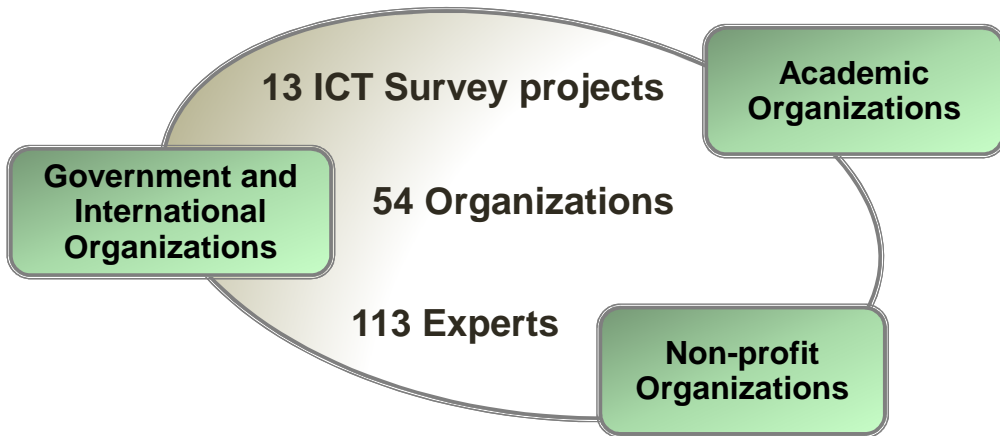 13 ICT Survey projects
Academic
Organizations
Government and
International
Organizations
54 Organizations
113 Experts
Non-profit
Organizations